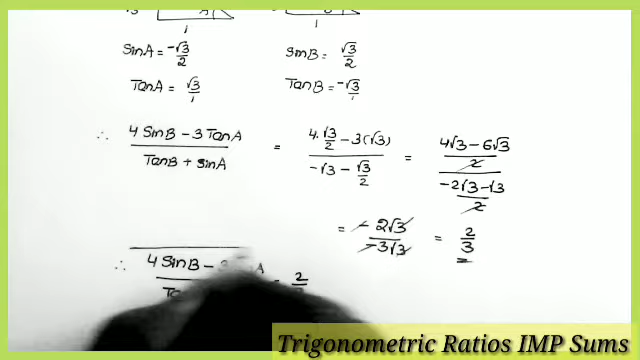 √3 A
1 1
SinA = -√3/2 SinB = √3/2
TanA = √3/1 TanB = -√3/1
∴ 4 SinB - 3 TanA / TanB + SinA = 4.√3/2 - 3(√3) / -√3 - √3/2 = 4√3 - 6√3/2 / -2√3 - √3/2
= -2√3/-3√3 = 2/3
∴ 4 SinB -
Trigonometric Ratios IMP Sums